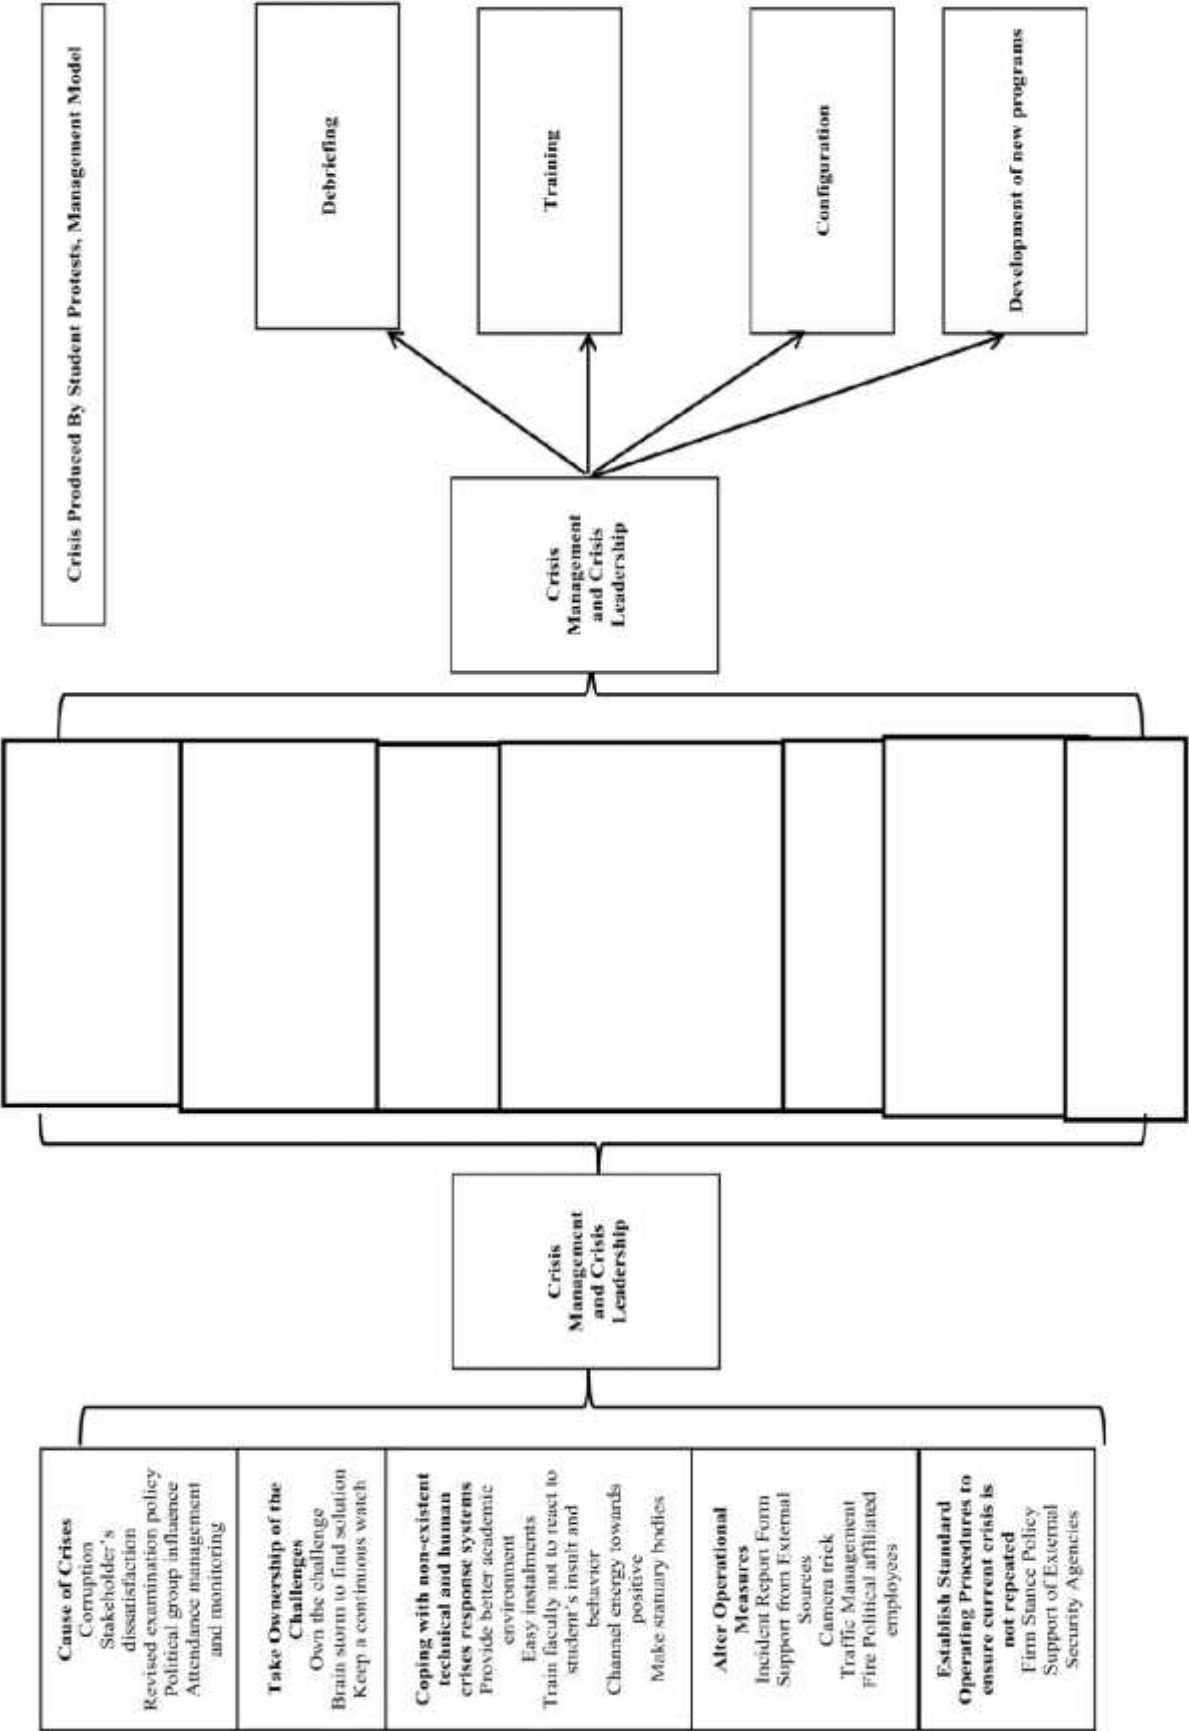 Crisis Produced By Student Protests, Management Model
Cause of Crises
Corruption
Stakeholder's
dissatisfaction
Revised examination policy
Political group influence
Attendance management
and monitoring
Take Ownership of the
Challenges
Own the challenge
Brain storm to find solution
Keep a continuous watch
Coping with non-existent
technical and human
crises response systems
Provide better academic
environment
Easy instalments
Train faculty not to react to
student's insult and
behavior
Channel energy towards
positive
Make statuary bodies
Alter Operational
Measures
Incident Report Form
Support from External
Sources
Camera trick
Traffic Management
Fire Political affiliated
employees
Establish Standard
Operating Procedures to
ensure current crisis is
not repeated
Firm Stance Policy
Support of External
Security Agencies
Crisis
Management
and Crisis
Leadership
Crisis
Management
and Crisis
Leadership
Debriefing
Training
Configuration
Development of new programs